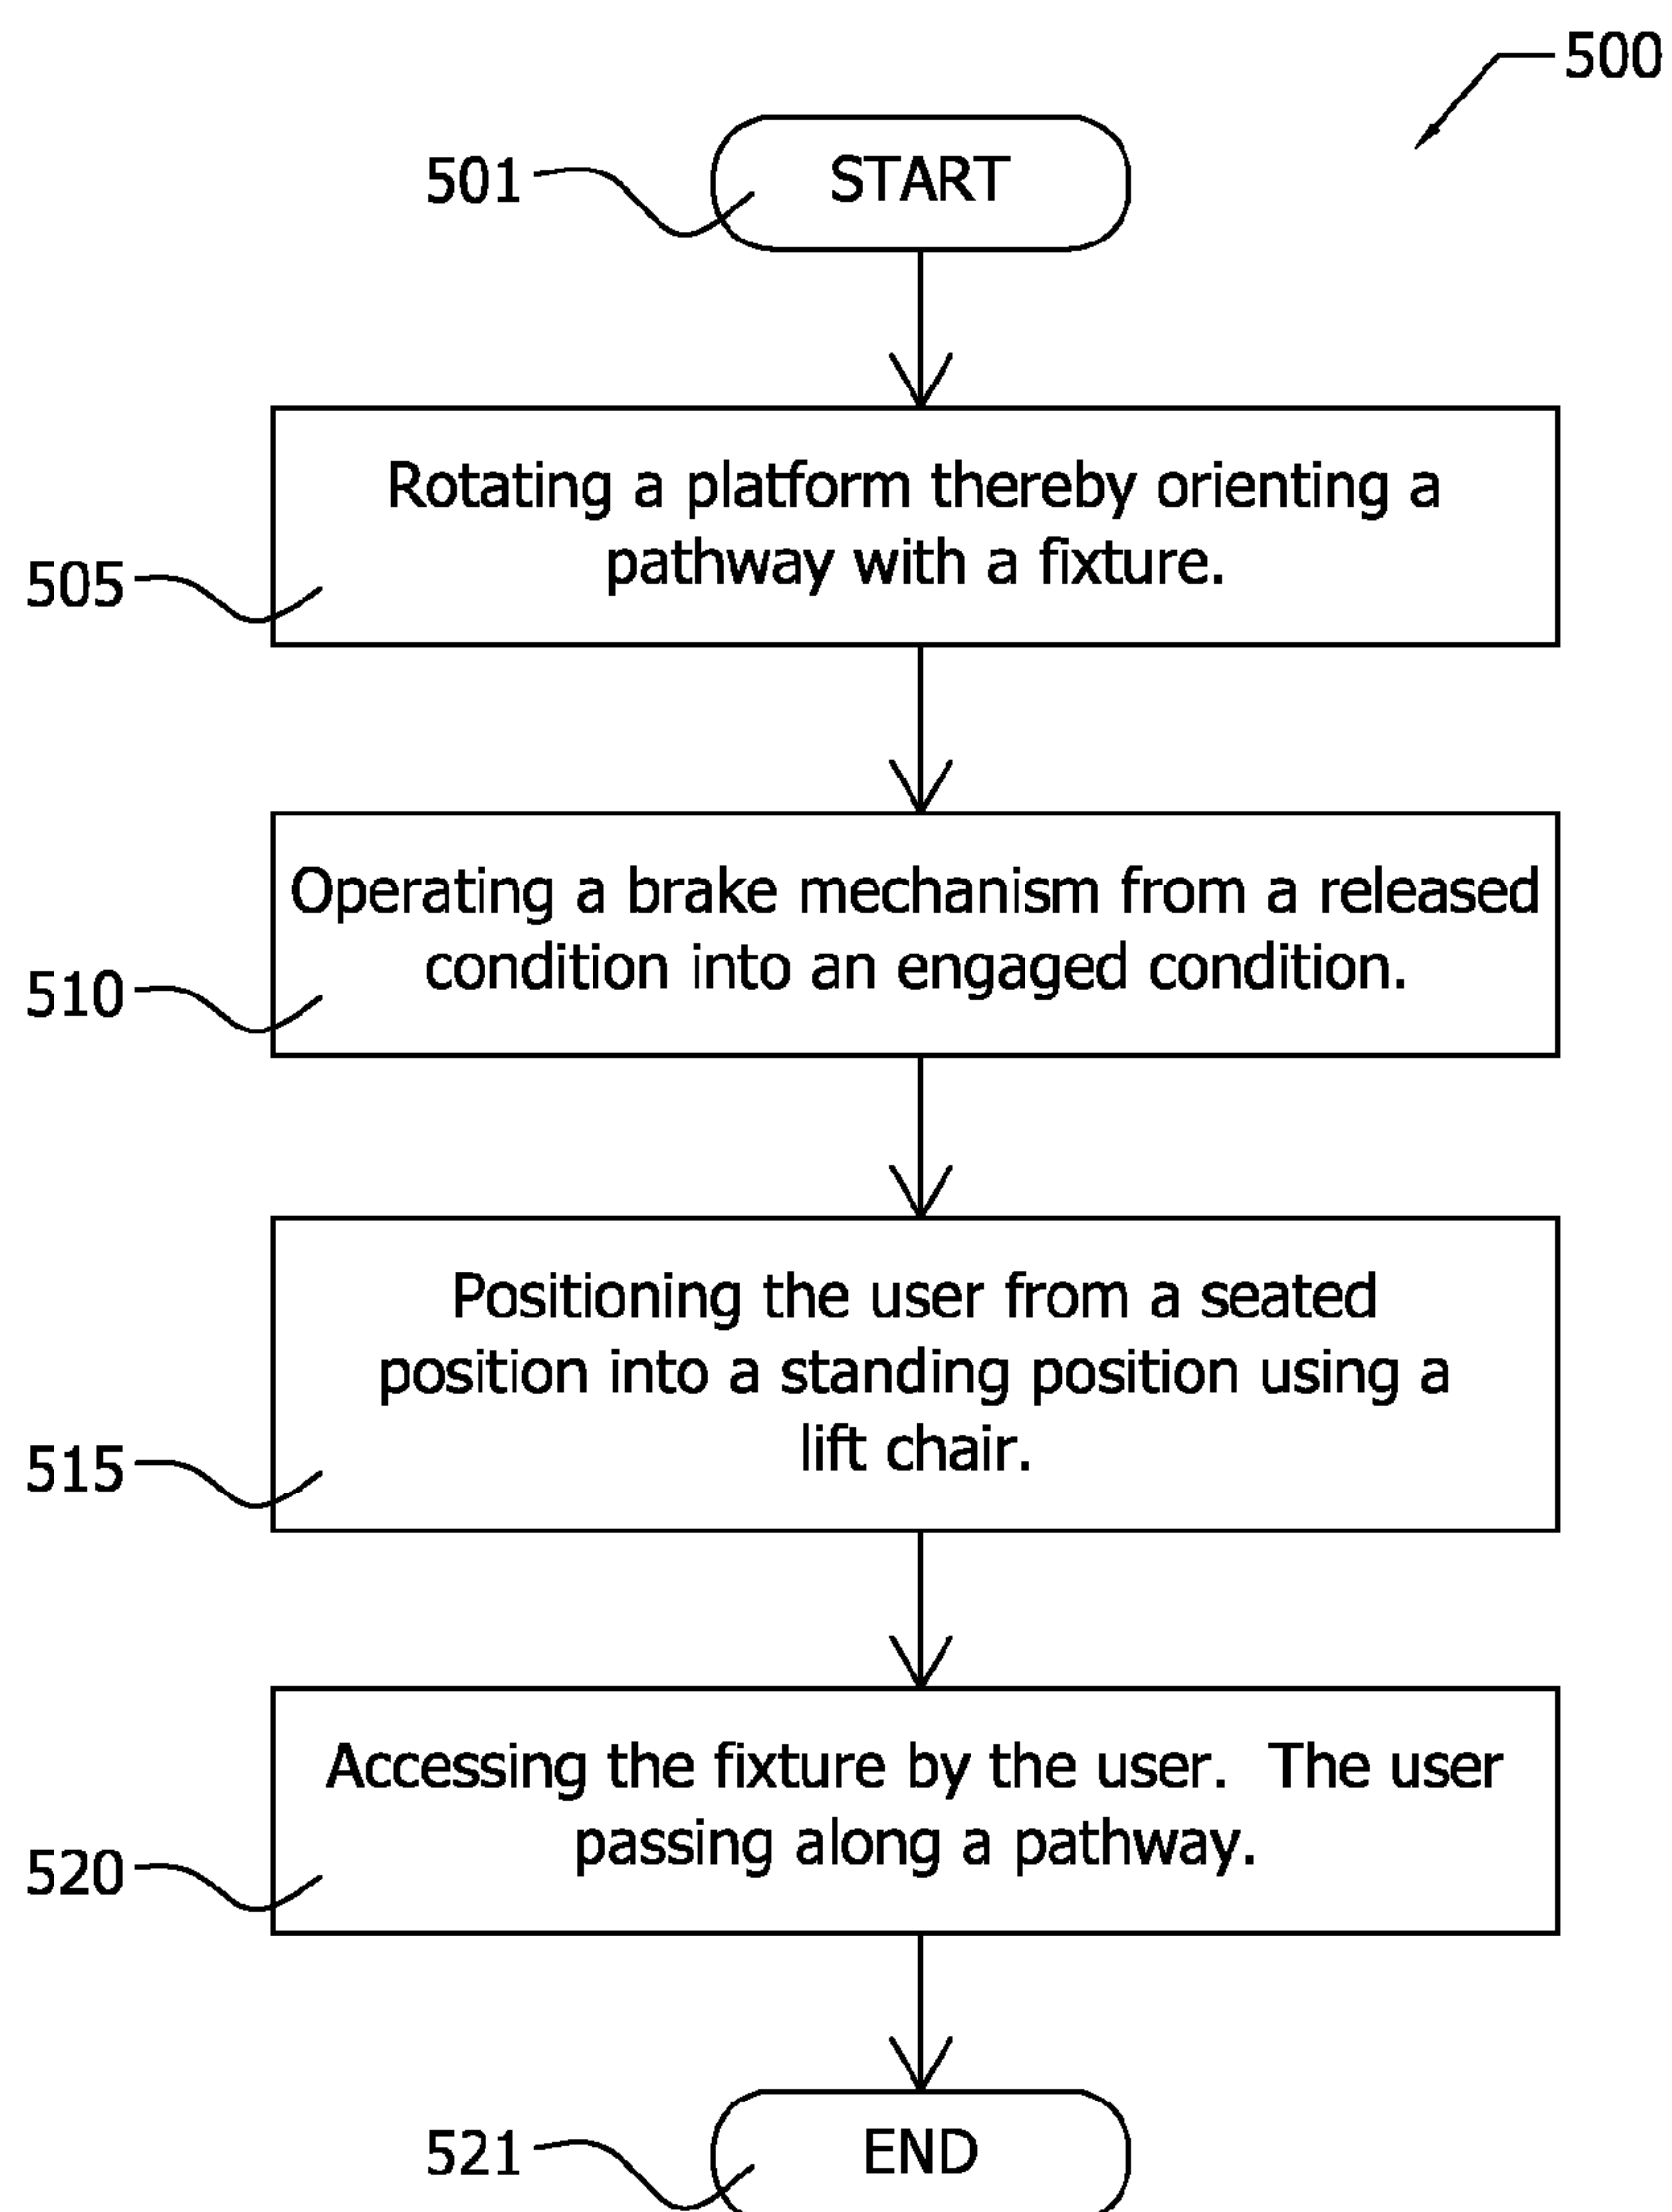 500
501
START
Rotating a platform thereby orienting a
pathway with a fixture.
505
Operating a brake mechanism from a released
condition into an engaged condition.
510
Positioning the user from a seated
position into a standing position using a
lift chair.
515
Accessing the fixture by the user.  The user
passing along a pathway.
520
521
END